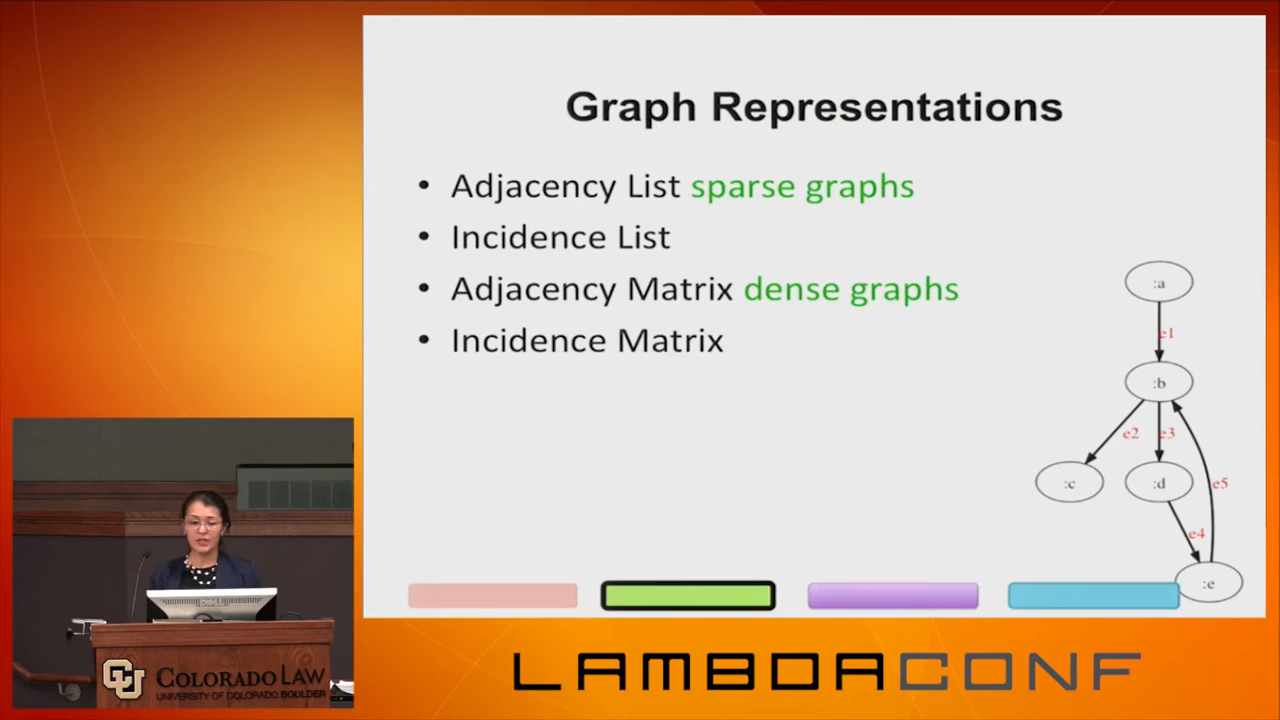 Graph Representations
• Adjacency List sparse graphs
• Incidence List
• Adjacency Matrix dense graphs
• Incidence Matrix
:a
e1
:b
e2 e3
:c :d e5
e4
:e
CU COLORADO LAW
UNIVERSITY OF COLORADO BOULDER
LAMBDACONF